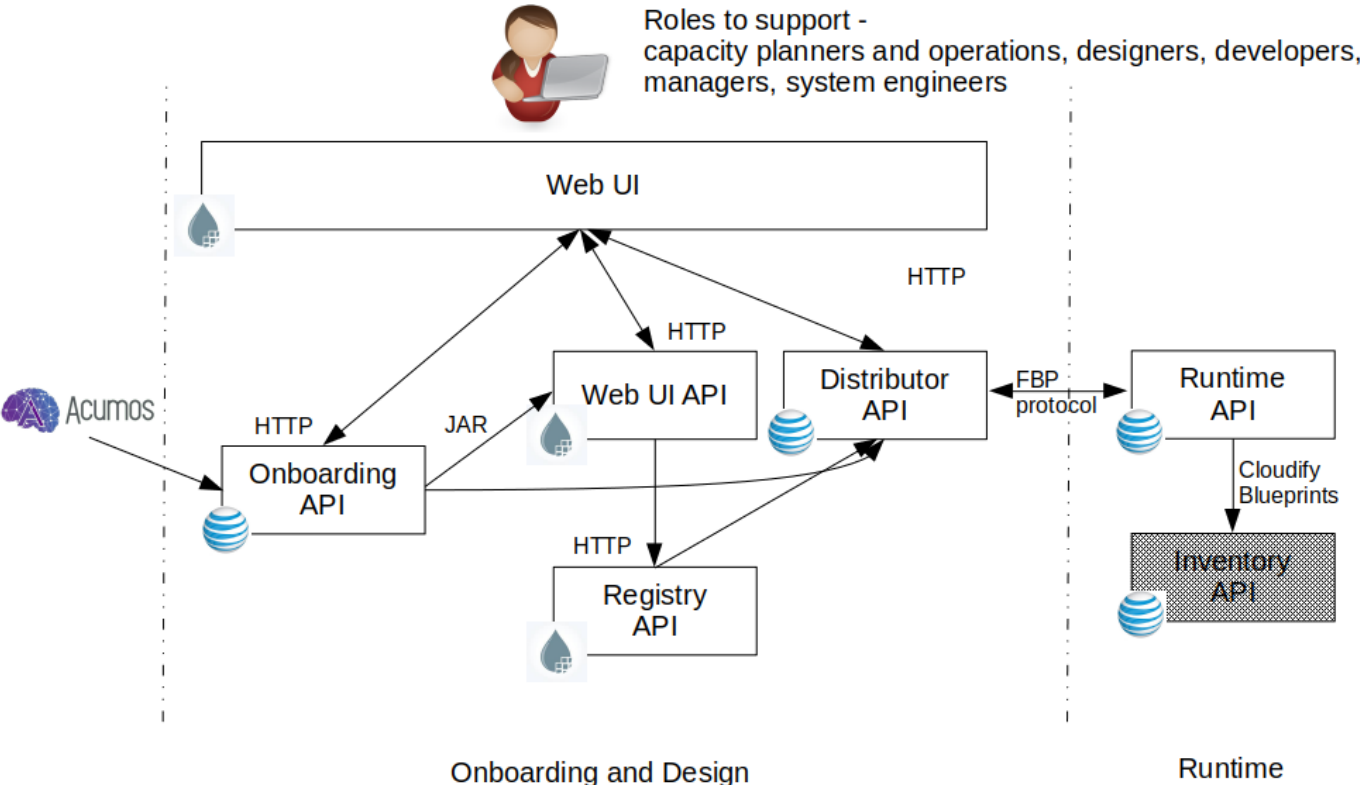 Roles to support -
capacity planners and operations, designers, developers,
managers, system engineers
Web UI
HTTP
HTTP
Web UI API
Distributor
API
FBP
protocol
Runtime
API
Acumos
HTTP
JAR
Onboarding
API
Cloudify
Blueprints
HTTP
Registry
API
Inventory
API
Onboarding and Design
Runtime